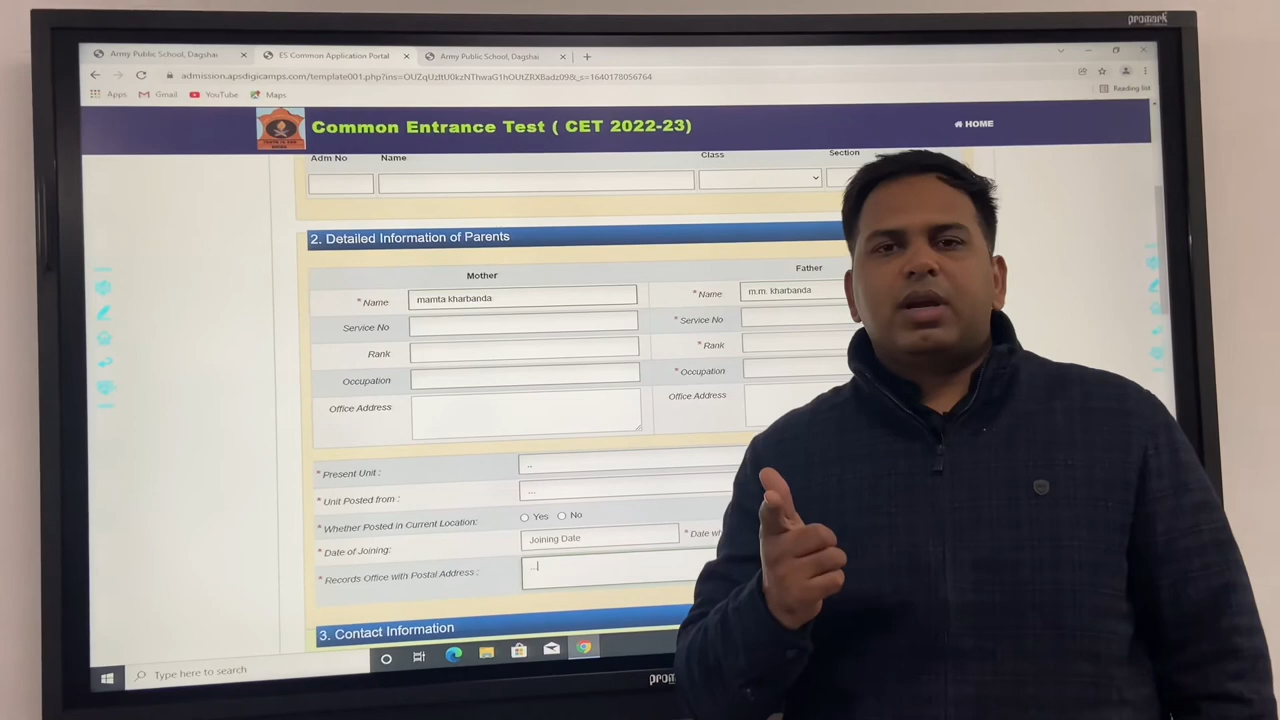 promark
Army Public School, Dagshai
ES Common Application Portal
Army Public School, Dagshai
admission.apsdigicamps.com/template001.php?ins=
Apps
Gmail
YouTube
Maps
Reading list
Common Entrance Test ( CET 2022-23)
HOME
Adm No
Name
Class
Section
2. Detailed Information of Parents
Mother
Father
* Name
mamta kharbanda
* Name
m.m. kharbanda
Service No
* Service No
Rank
* Rank
Occupation
* Occupation
Office Address
Office Address
* Present Unit :
..
* Unit Posted from :
...
* Whether Posted in Current Location:
Yes
No
* Date of Joining:
Joining Date
* Date
* Records Office with Postal Address :
...
3. Contact Information
Type here to search